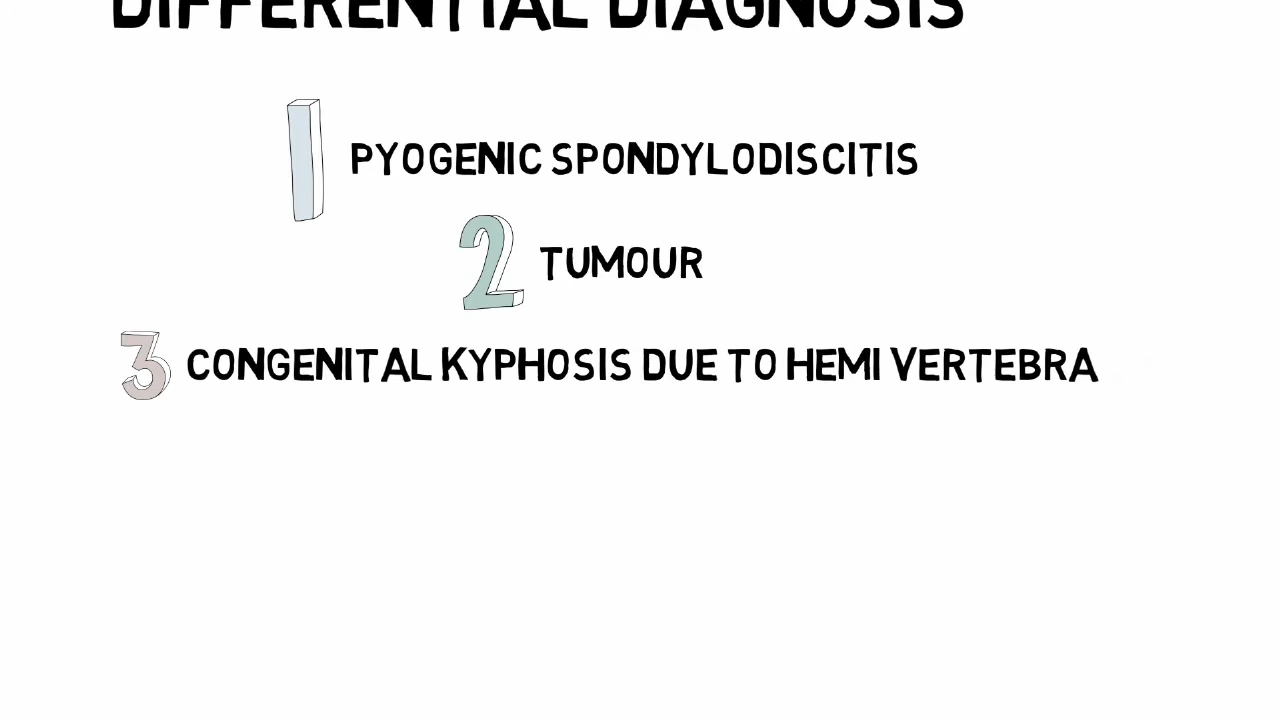 DIFFERENTIAL DIAGNOSIS
1 PYOGENIC SPONDYLODISCITIS
2 TUMOUR
3 CONGENITAL KYPHOSIS DUE TO HEMI VERTEBRA